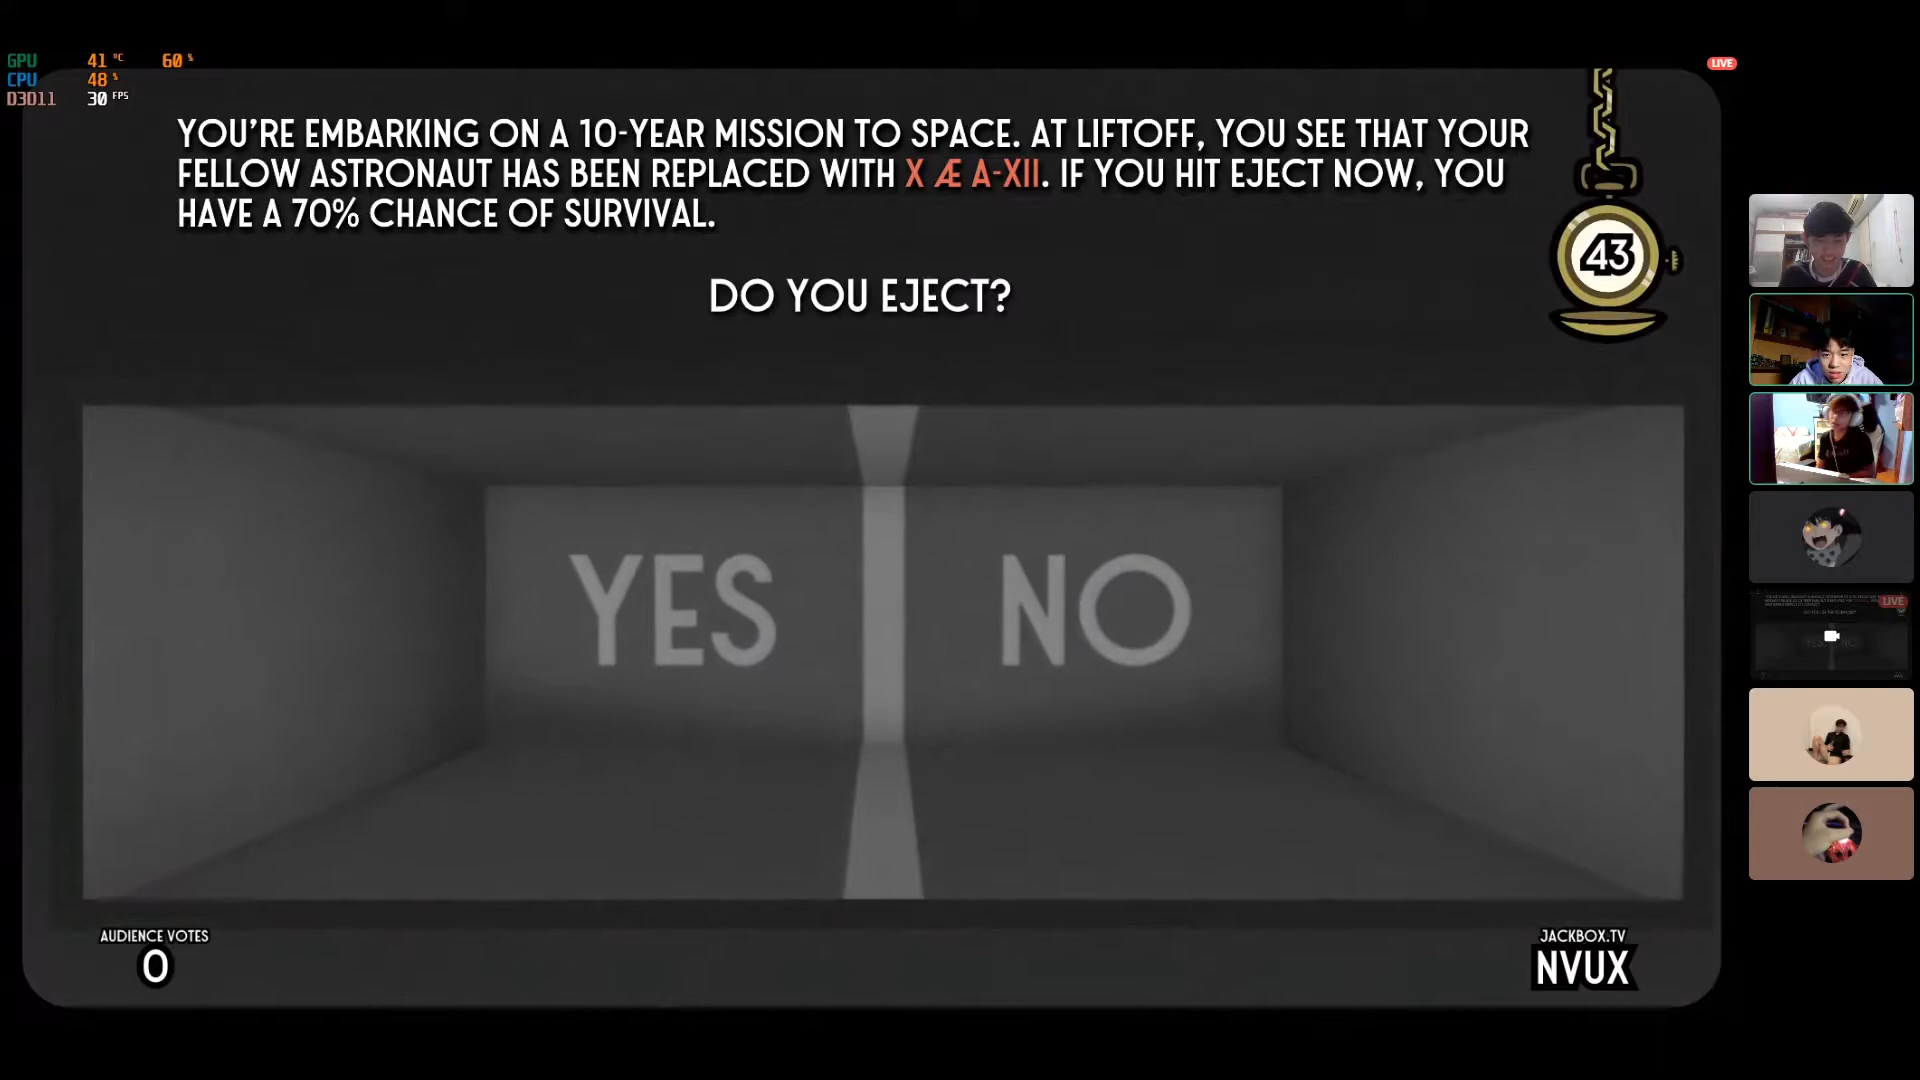 GPU 41 °C 60 %
CPU 48 %
D3D11 30 FPS
LIVE
YOU'RE EMBARKING ON A 10-YEAR MISSION TO SPACE. AT LIFTOFF, YOU SEE THAT YOUR
FELLOW ASTRONAUT HAS BEEN REPLACED WITH X Æ A-XII. IF YOU HIT EJECT NOW, YOU
HAVE A 70% CHANCE OF SURVIVAL.
43
DO YOU EJECT?
YES
NO
LIVE
AUDIENCE VOTES
0
JACKBOX.TV
NVUX